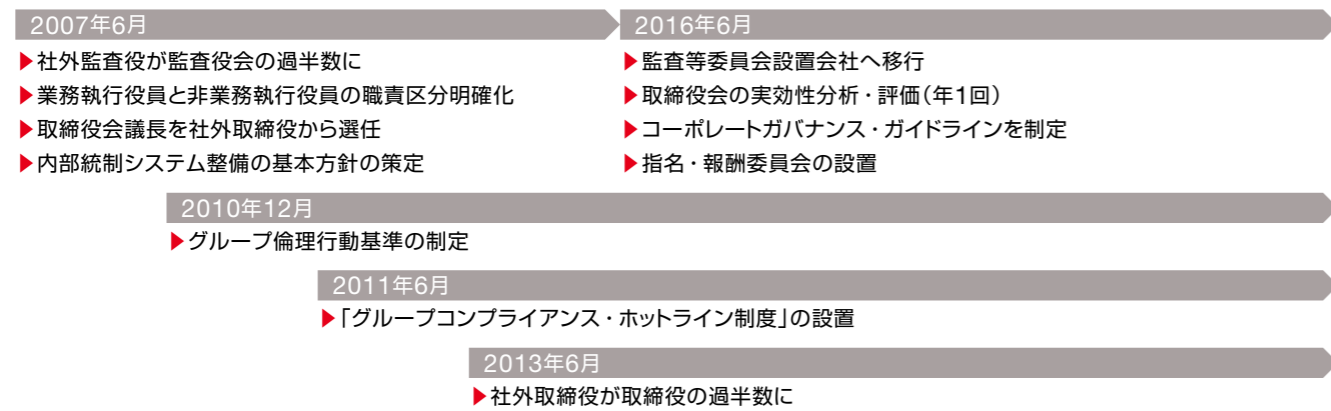 2007年6月
▶社外監査役が監査役会の過半数に
▶業務執行役員と非業務執行役員の職責区分明確化
▶取締役会議長を社外取締役から選任
▶内部統制システム整備の基本方針の策定
2016年6月
▶監査等委員会設置会社へ移行
▶取締役会の実効性分析・評価(年1回)
▶コーポレートガバナンス・ガイドラインを制定
▶指名・報酬委員会の設置
2010年12月
▶グループ倫理行動基準の制定
2011年6月
▶「グループコンプライアンス・ホットライン制度」の設置
2013年6月
▶社外取締役が取締役の過半数に